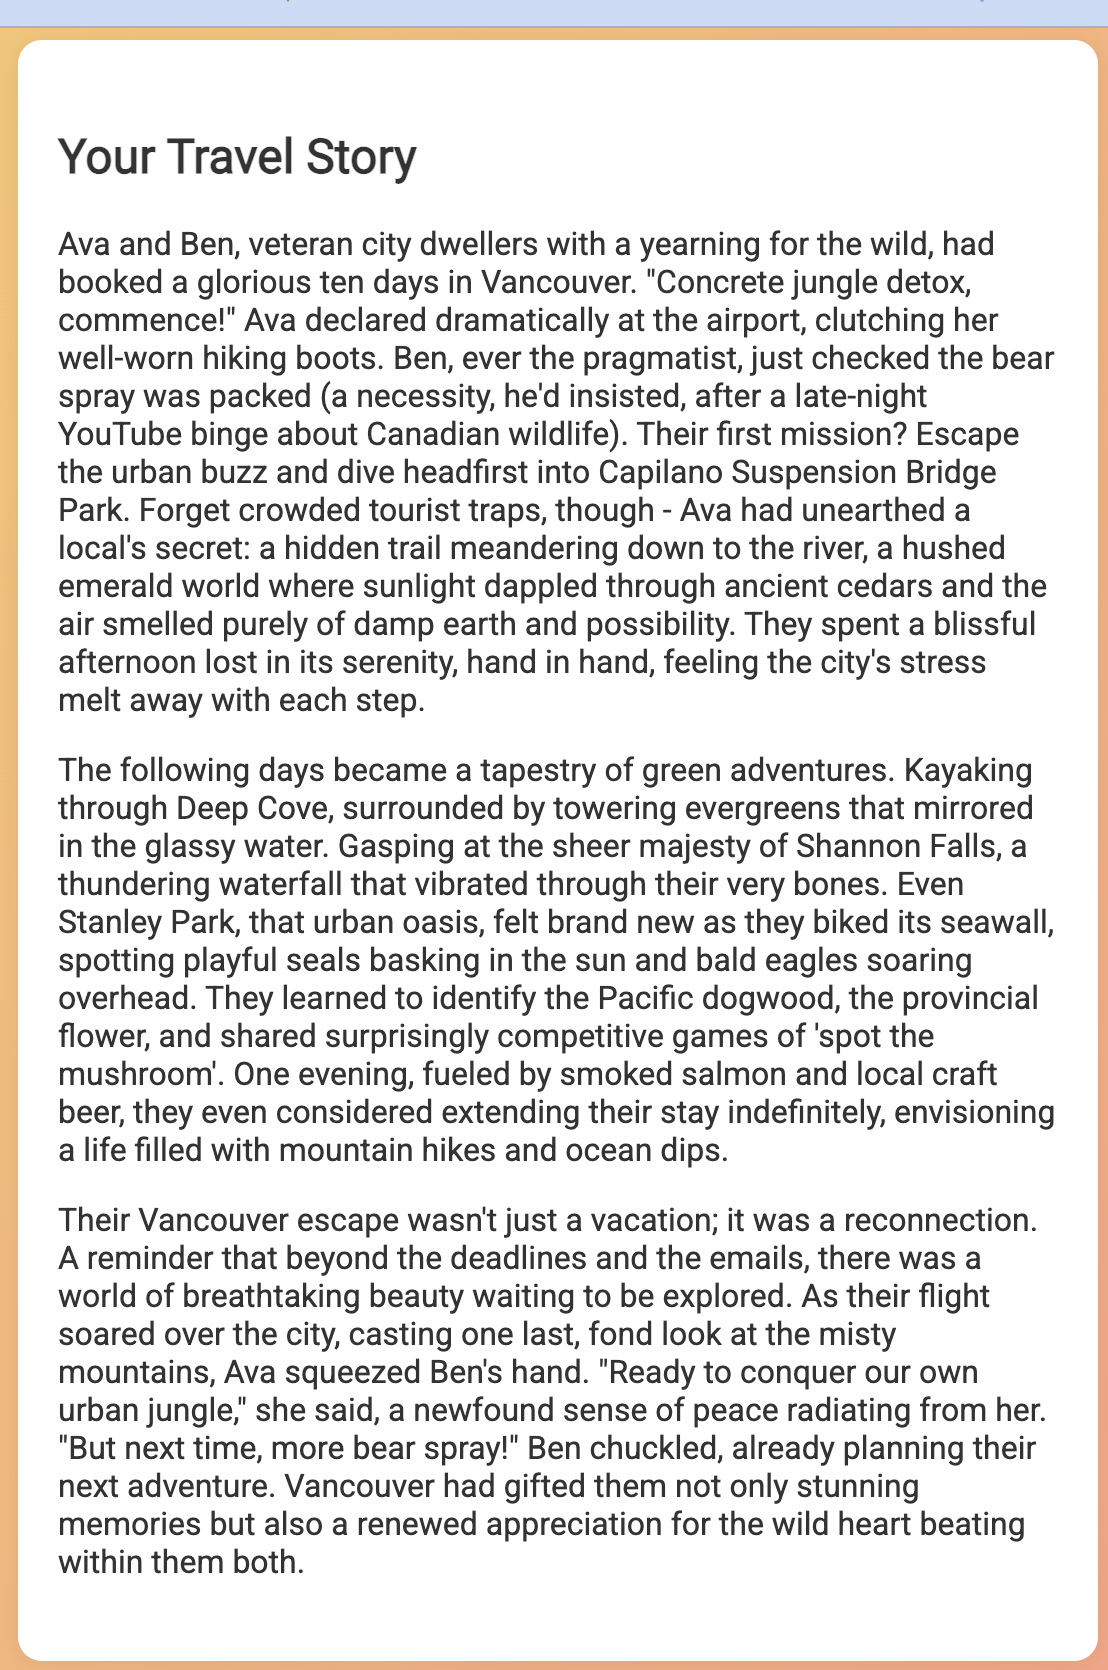 Your Travel Story
Ava and Ben, veteran city dwellers with a yearning for the wild, had
booked a glorious ten days in Vancouver. "Concrete jungle detox,
commence!" Ava declared dramatically at the airport, clutching her
well-worn hiking boots. Ben, ever the pragmatist, just checked the bear
spray was packed (a necessity, he'd insisted, after a late-night
YouTube binge about Canadian wildlife). Their first mission? Escape
the urban buzz and dive headfirst into Capilano Suspension Bridge
Park. Forget crowded tourist traps, though - Ava had unearthed a
local's secret: a hidden trail meandering down to the river, a hushed
emerald world where sunlight dappled through ancient cedars and the
air smelled purely of damp earth and possibility. They spent a blissful
afternoon lost in its serenity, hand in hand, feeling the city's stress
melt away with each step.
The following days became a tapestry of green adventures. Kayaking
through Deep Cove, surrounded by towering evergreens that mirrored
in the glassy water. Gasping at the sheer majesty of Shannon Falls, a
thundering waterfall that vibrated through their very bones. Even
Stanley Park, that urban oasis, felt brand new as they biked its seawall,
spotting playful seals basking in the sun and bald eagles soaring
overhead. They learned to identify the Pacific dogwood, the provincial
flower, and shared surprisingly competitive games of 'spot the
mushroom'. One evening, fueled by smoked salmon and local craft
beer, they even considered extending their stay indefinitely, envisioning
a life filled with mountain hikes and ocean dips.
Their Vancouver escape wasn't just a vacation; it was a reconnection.
A reminder that beyond the deadlines and the emails, there was a
world of breathtaking beauty waiting to be explored. As their flight
soared over the city, casting one last, fond look at the misty
mountains, Ava squeezed Ben's hand. "Ready to conquer our own
urban jungle," she said, a newfound sense of peace radiating from her.
"But next time, more bear spray!" Ben chuckled, already planning their
next adventure. Vancouver had gifted them not only stunning
memories but also a renewed appreciation for the wild heart beating
within them both.